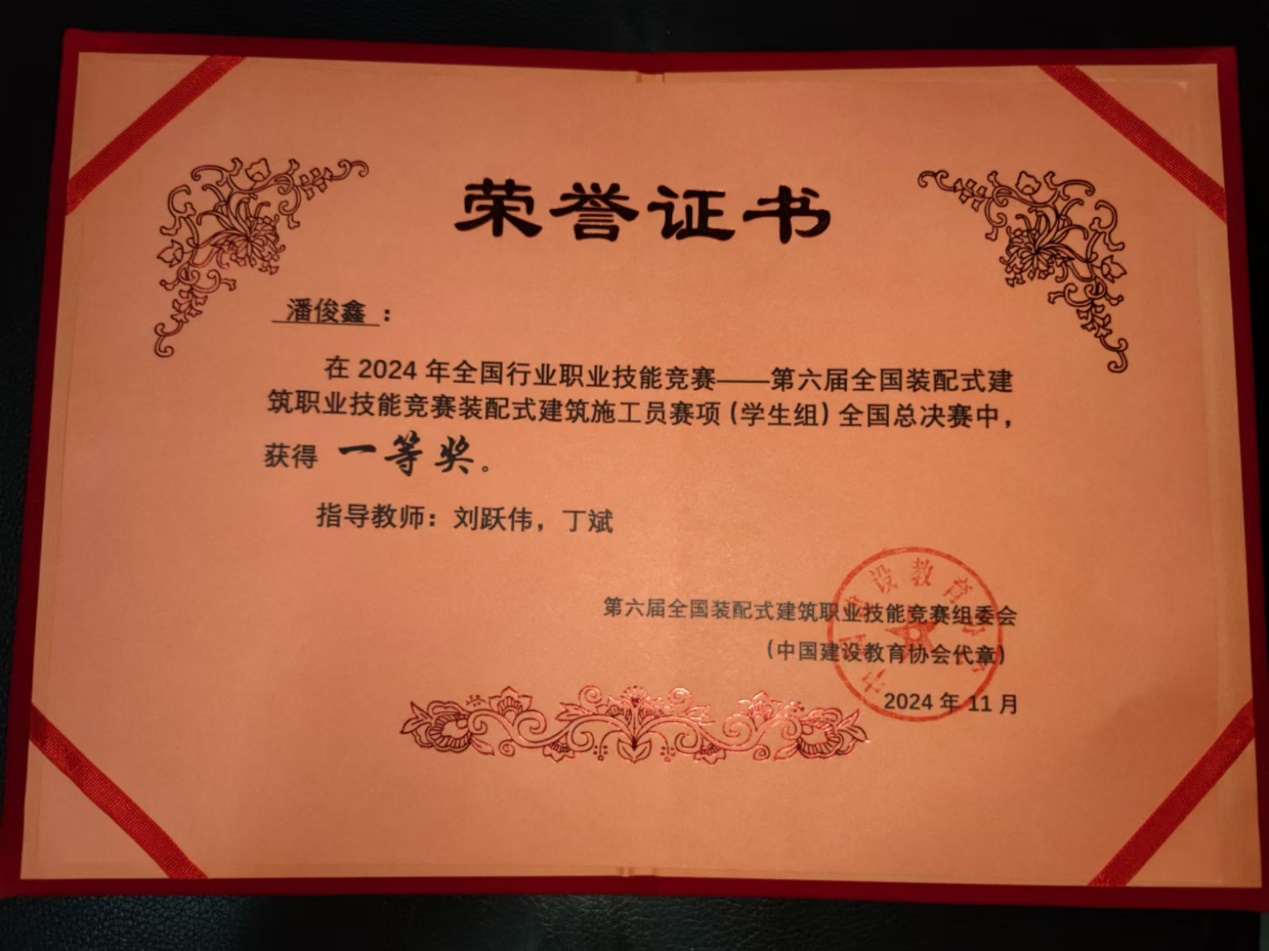 荣誉证书
潘俊鑫：
在 2024 年全国行业职业技能竞赛——第六届全国装配式建
筑职业技能竞赛装配式建筑施工员赛项（学生组）全国总决赛中，
获得 一等奖。
指导教师：刘跃伟，丁斌
第六届全国装配式建筑职业技能竞赛组委会
（中国建设教育协会代章）
2024 年 11 月